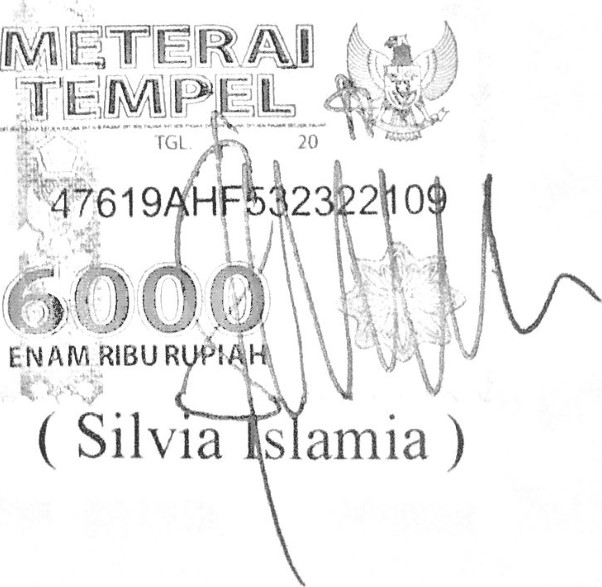 METERAI
TEMPEL
TGL. 20
47619AHF532322109
6000
ENAM RIBU RUPIAH
( Silvia Islamia )